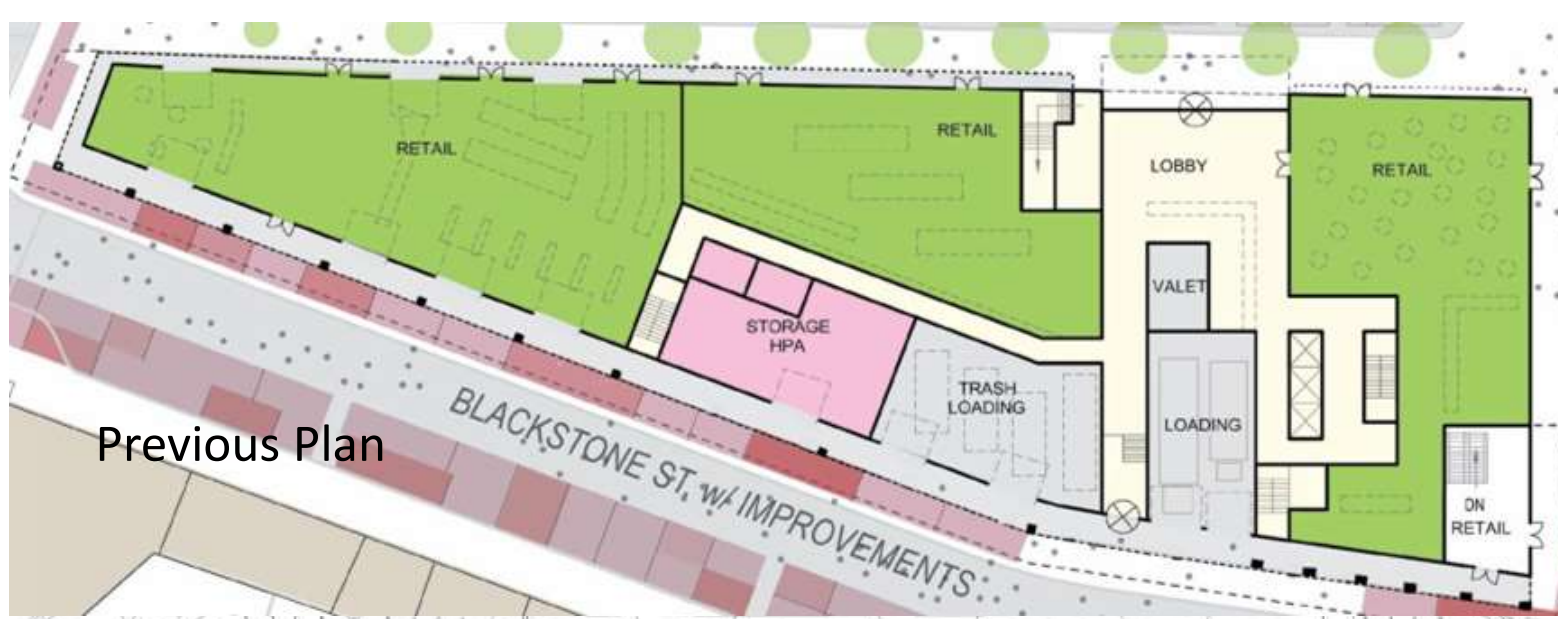 RETAIL
RETAIL
LOBBY
RETAIL
VALET
STORAGE
HPA
TRASH
LOADING
LOADING
DN
RETAIL
Previous Plan
BLACKSTONE ST. w/ IMPROVEMENTS